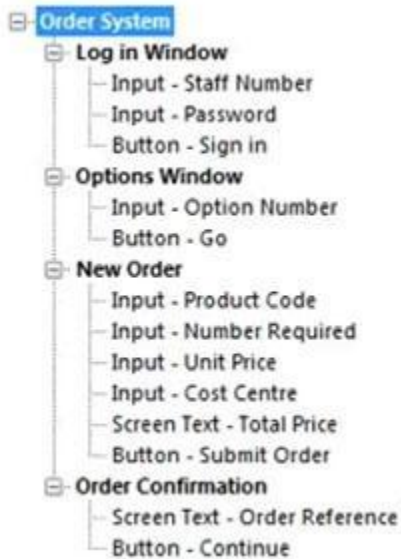 Order System
Log in Window
Input - Staff Number
Input - Password
Button - Sign in
Options Window
Input - Option Number
Button - Go
New Order
Input - Product Code
Input - Number Required
Input - Unit Price
Input - Cost Centre
Screen Text - Total Price
Button - Submit Order
Order Confirmation
Screen Text - Order Reference
Button - Continue